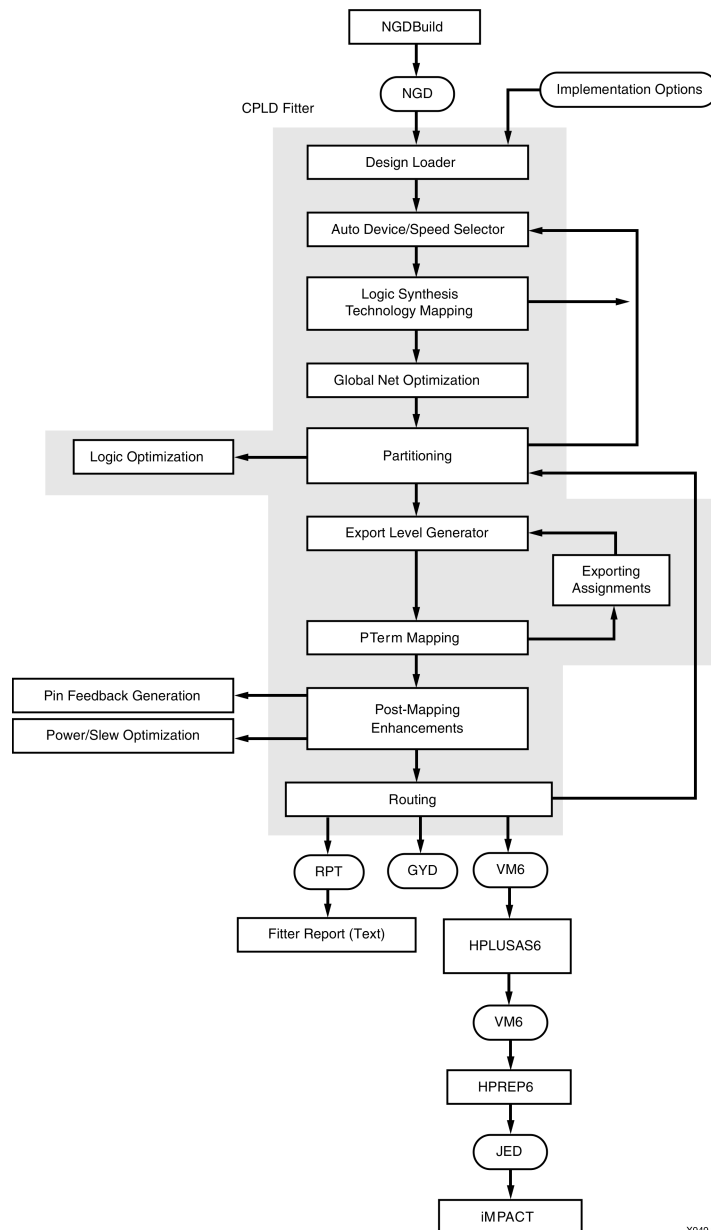 NGDBuild
NGD
Implementation Options
CPLD Fitter
Design Loader
Auto Device/Speed Selector
Logic Synthesis
Technology Mapping
Global Net Optimization
Logic Optimization
Partitioning
Export Level Generator
Exporting
Assignments
PTerm Mapping
Pin Feedback Generation
Post-Mapping
Enhancements
Power/Slew Optimization
Routing
RPT
GYD
VM6
Fitter Report (Text)
HPLUSAS6
VM6
HPREP6
JED
iMPACT